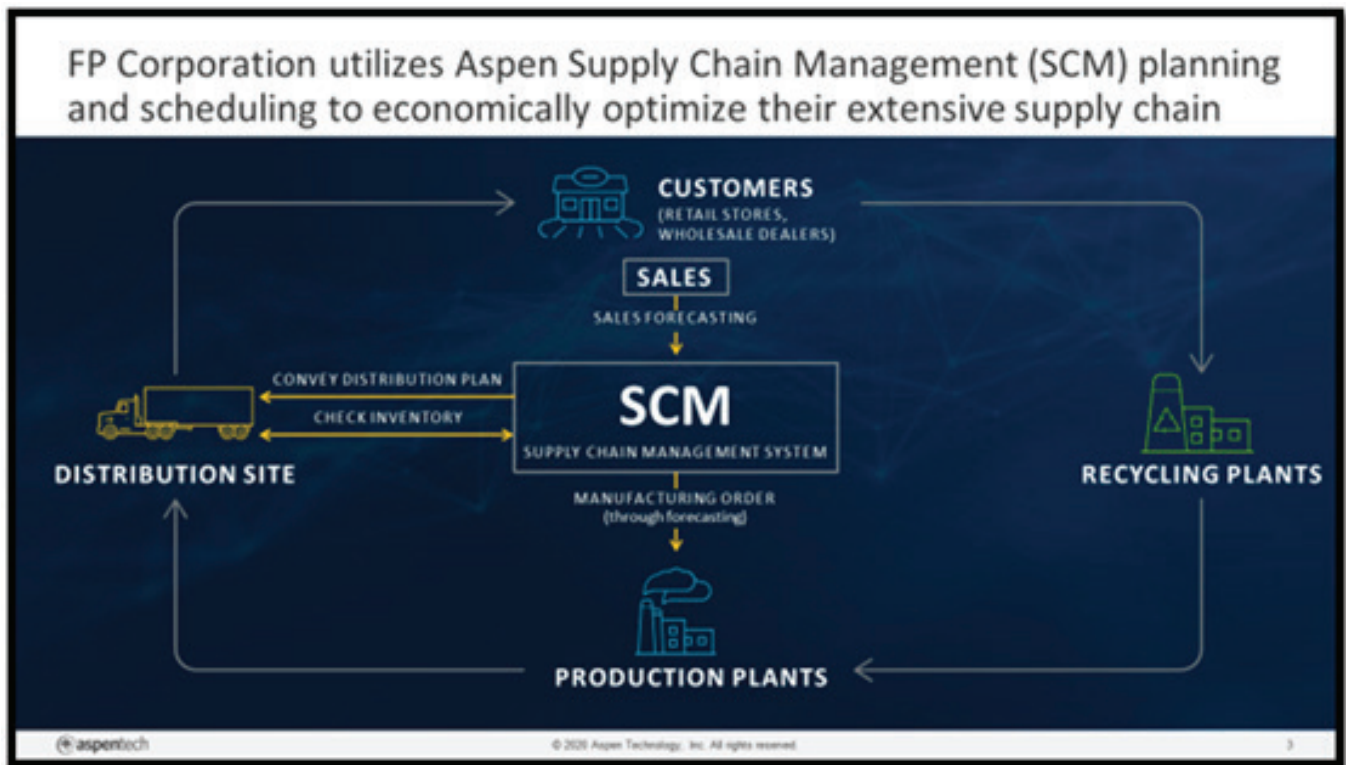 FP Corporation utilizes Aspen Supply Chain Management (SCM) planning
and scheduling to economically optimize their extensive supply chain
CUSTOMERS
(RETAIL STORES,
WHOLESALE DEALERS)
SALES
SALES FORECASTING
CONVEY DISTRIBUTION PLAN
CHECK INVENTORY
SCM
SUPPLY CHAIN MANAGEMENT SYSTEM
DISTRIBUTION SITE
RECYCLING PLANTS
MANUFACTURING ORDER
(through forecasting)
PRODUCTION PLANTS
aspentech
© 2020 Aspen Technology, Inc. All rights reserved.
3